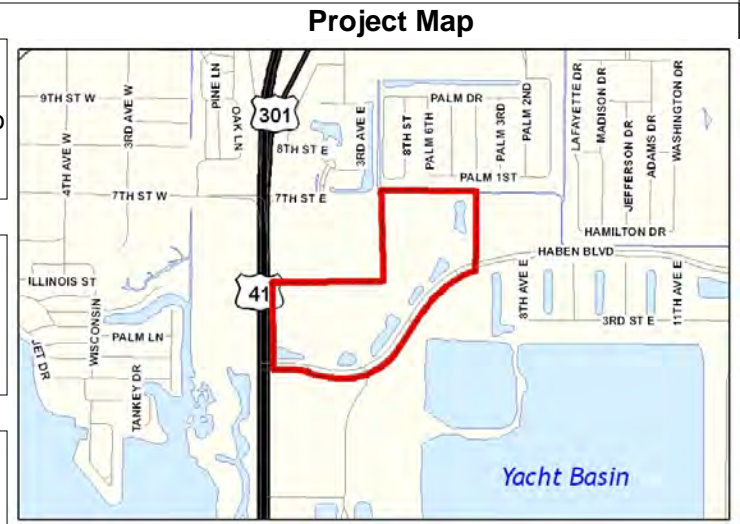 Project Map
9TH ST W
4TH AVE W
3RD AVE W
PINE LN
OAK LN
301
8TH ST E
3RD AVE E
8TH ST
PALM 6TH
PALM DR
PALM 3RD
PALM 2ND
LAFAYETTE DR
MADISON DR
JEFFERSON DR
ADAMS DR
WASHINGTON DR
7TH ST W
7TH ST E
PALM 1ST
HAMILTON DR
HABEN BLVD
ILLINOIS ST
41
8TH AVE E
11TH AVE E
3RD ST E
WISCONSIN
PALM LN
JET DR
TANKEY DR
Yacht Basin